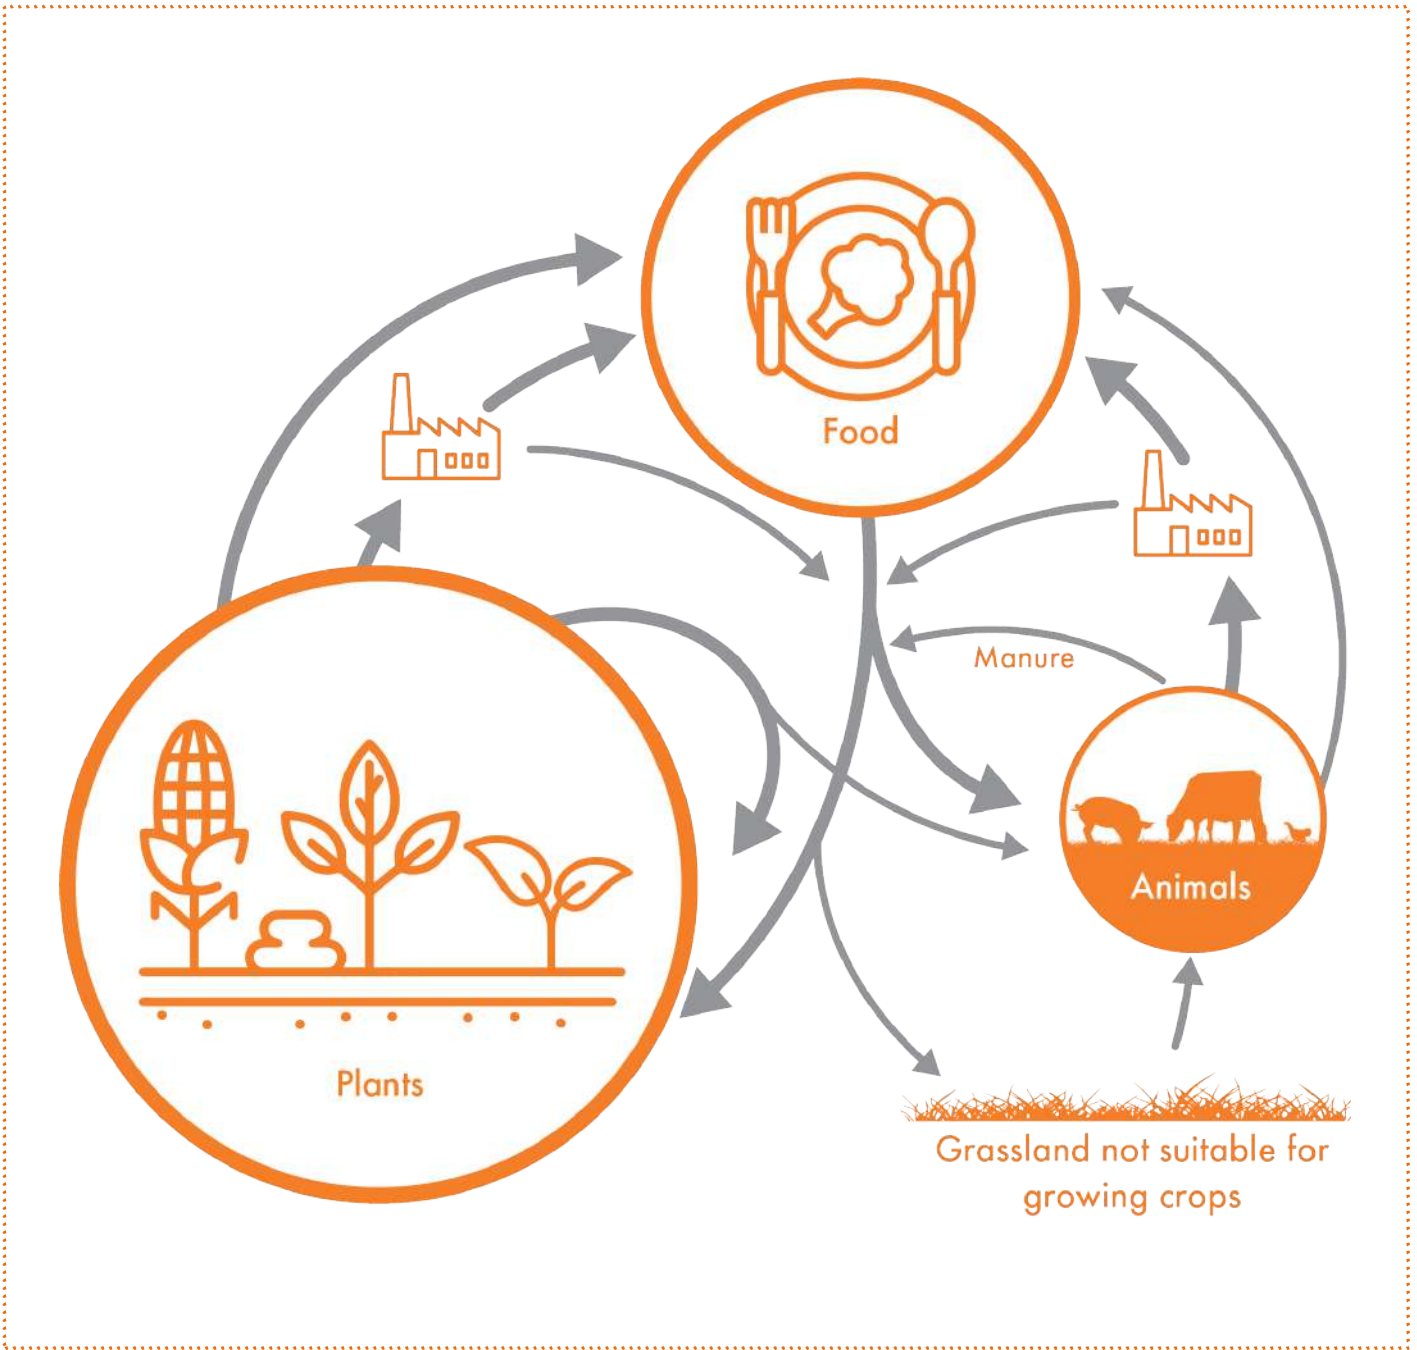 Food
Manure
Animals
Plants
Grassland not suitable for
growing crops